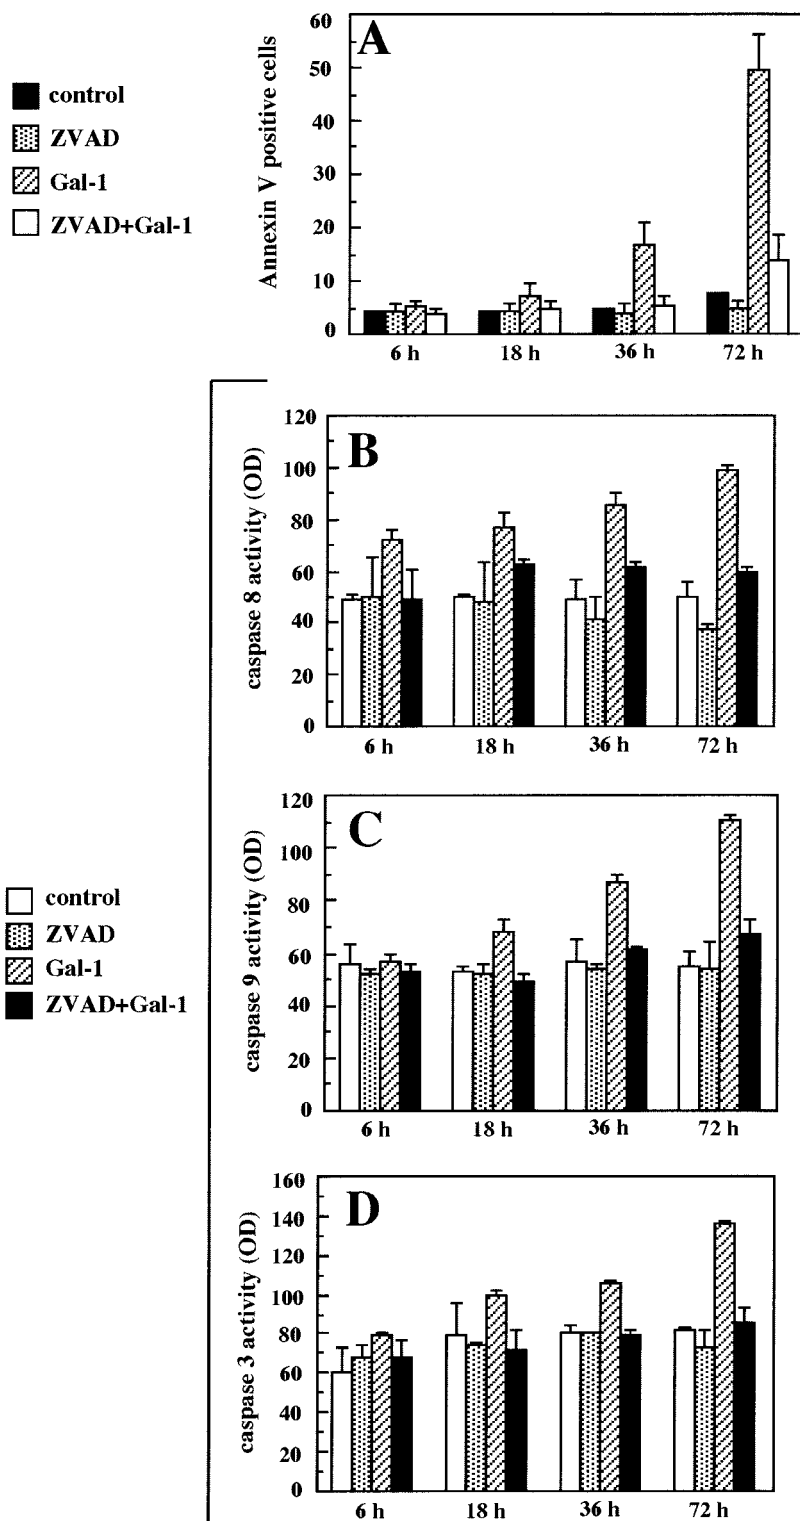 A
control
ZVAD
Gal-1
ZVAD+Gal-1
Annexin V positive cells
60
50
40
30
20
10
0
6 h 18 h 36 h 72 h
B
caspase 8 activity (OD)
120
100
80
60
40
20
0
6 h 18 h 36 h 72 h
control
ZVAD
Gal-1
ZVAD+Gal-1
C
caspase 9 activity (OD)
120
100
80
60
40
20
0
6 h 18 h 36 h 72 h
D
caspase 3 activity (OD)
160
140
120
100
80
60
40
20
0
6 h 18 h 36 h 72 h